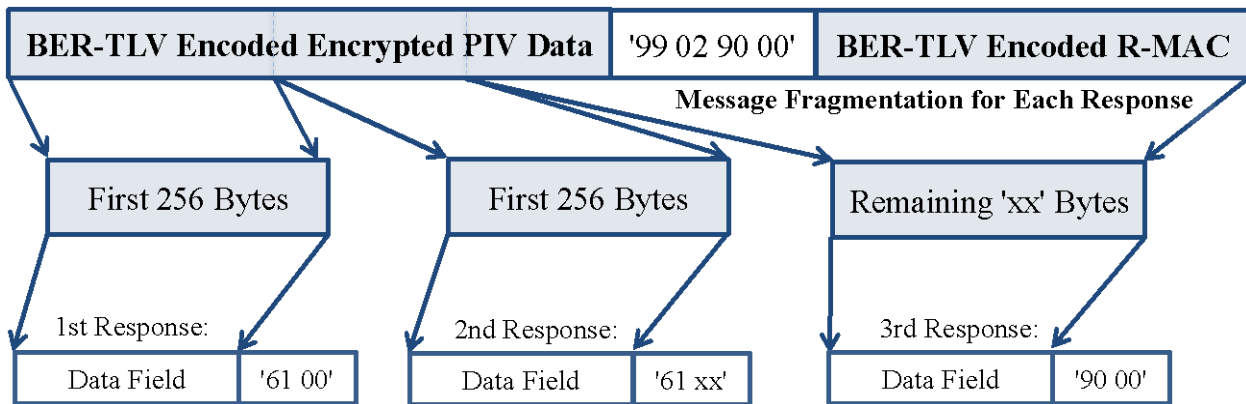 BER-TLV Encoded Encrypted PIV Data '99 02 90 00' BER-TLV Encoded R-MAC
Message Fragmentation for Each Response
First 256 Bytes First 256 Bytes Remaining 'xx' Bytes
1st Response: 2nd Response: 3rd Response:
Data Field '61 00' Data Field '61 xx' Data Field '90 00'